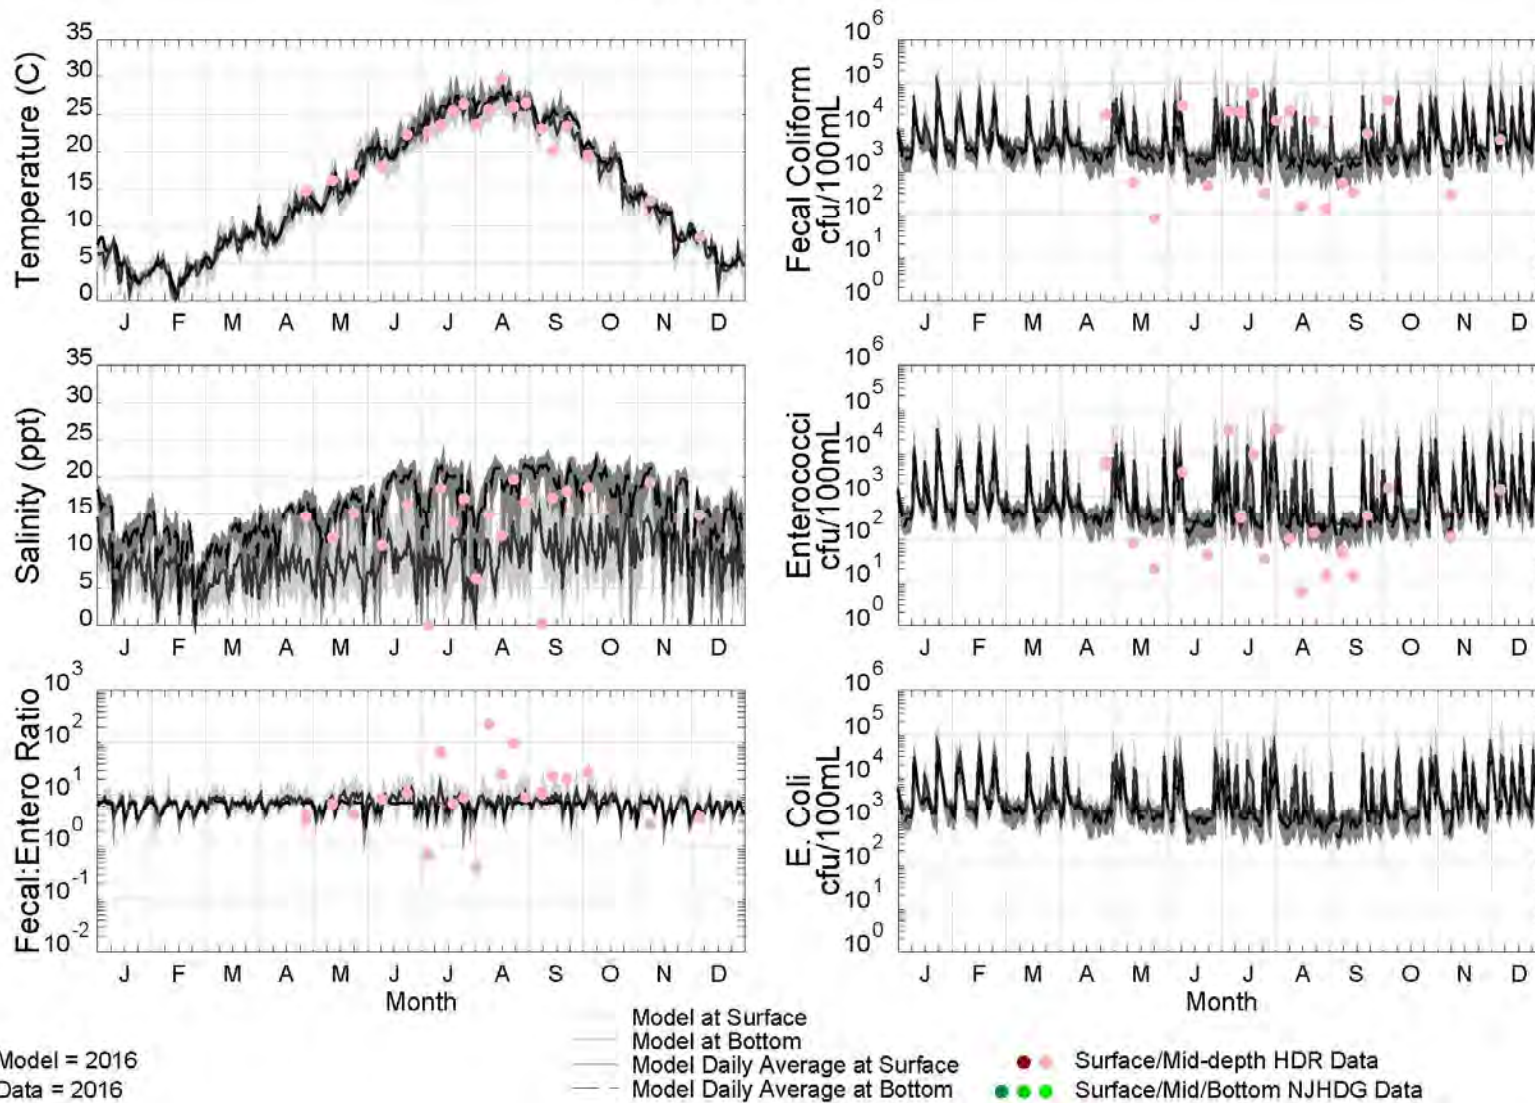 Temperature (C)
35
30
25
20
15
10
5
0
J F M A M J J A S O N D
Fecal Coliform
cfu/100mL
10^6
10^5
10^4
10^3
10^2
10^1
10^0
J F M A M J J A S O N D
Salinity (ppt)
35
30
25
20
15
10
5
0
J F M A M J J A S O N D
Enterococci
cfu/100mL
10^6
10^5
10^4
10^3
10^2
10^1
10^0
J F M A M J J A S O N D
Fecal:Entero Ratio
10^3
10^2
10^1
10^0
10^-1
10^-2
J F M A M J J A S O N D
Month
E. Coli
cfu/100mL
10^6
10^5
10^4
10^3
10^2
10^1
10^0
J F M A M J J A S O N D
Month
Model = 2016
Data = 2016
Model at Surface
Model at Bottom
Model Daily Average at Surface
Model Daily Average at Bottom
Surface/Mid-depth HDR Data
Surface/Mid/Bottom NJHDG Data